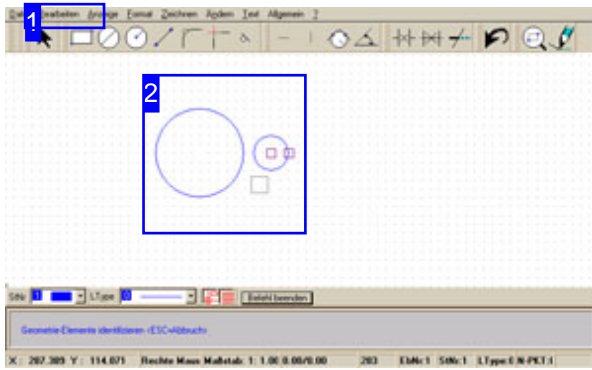 Datei Bearbeiten Anzeige Format Zeichnen Ändern Text Allgemein ?
1
2
StNr 1 LType 0 Befehl beenden
Geometrie-Elemente identifizieren <ESC=Abbruch>
X: 207.309 Y: 114.071 Rechte Maus Maßstab: 1: 1.00 0.00/0.00 203 EbNr:1 StNr:1 LType:0 N-PKT: